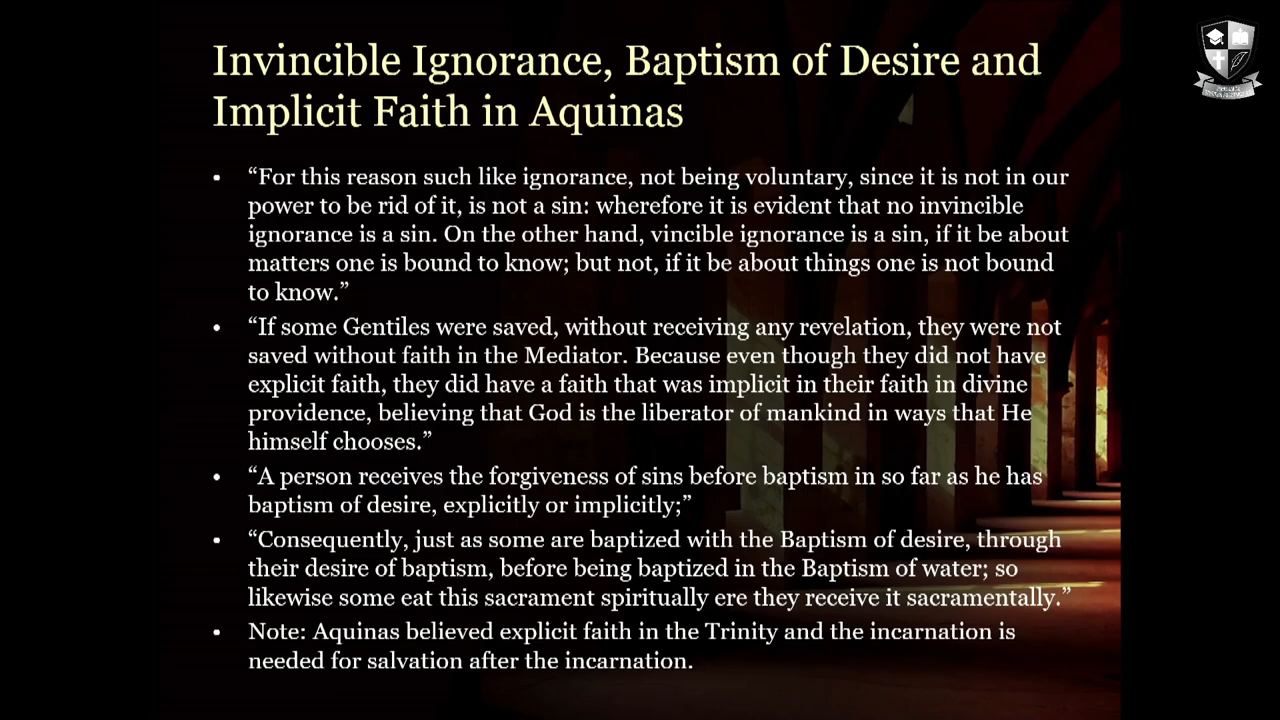 Invincible Ignorance, Baptism of Desire and
Implicit Faith in Aquinas
• “For this reason such like ignorance, not being voluntary, since it is not in our
power to be rid of it, is not a sin: wherefore it is evident that no invincible
ignorance is a sin. On the other hand, vincible ignorance is a sin, if it be about
matters one is bound to know; but not, if it be about things one is not bound
to know.”
• “If some Gentiles were saved, without receiving any revelation, they were not
saved without faith in the Mediator. Because even though they did not have
explicit faith, they did have a faith that was implicit in their faith in divine
providence, believing that God is the liberator of mankind in ways that He
himself chooses.”
• “A person receives the forgiveness of sins before baptism in so far as he has
baptism of desire, explicitly or implicitly;”
• “Consequently, just as some are baptized with the Baptism of desire, through
their desire of baptism, before being baptized in the Baptism of water; so
likewise some eat this sacrament spiritually ere they receive it sacramentally.”
• Note: Aquinas believed explicit faith in the Trinity and the incarnation is
needed for salvation after the incarnation.